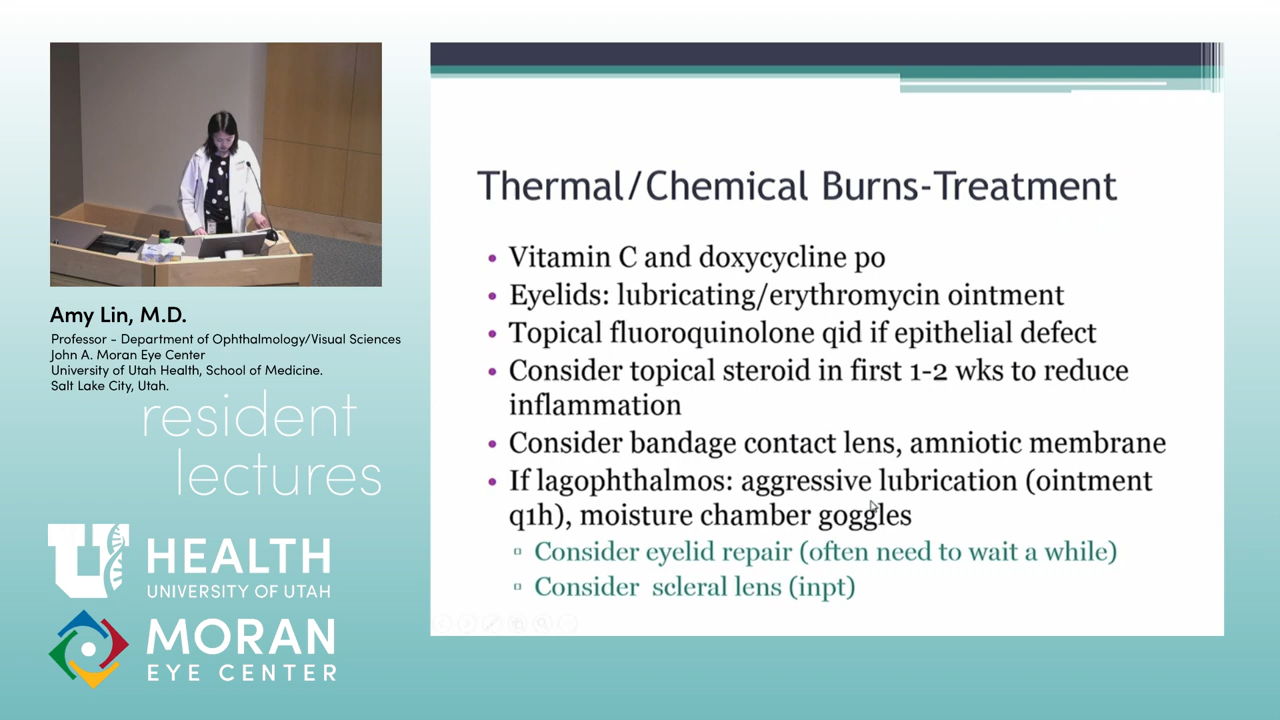 Amy Lin, M.D.
Professor - Department of Ophthalmology/Visual Sciences
John A. Moran Eye Center
University of Utah Health, School of Medicine.
Salt Lake City, Utah.
resident
lectures
U HEALTH
UNIVERSITY OF UTAH
MORAN
EYE CENTER
Thermal/Chemical Burns-Treatment
• Vitamin C and doxycycline po
• Eyelids: lubricating/erythromycin ointment
• Topical fluoroquinolone qid if epithelial defect
• Consider topical steroid in first 1-2 wks to reduce
inflammation
• Consider bandage contact lens, amniotic membrane
• If lagophthalmos: aggressive lubrication (ointment
q1h), moisture chamber goggles
▫ Consider eyelid repair (often need to wait a while)
▫ Consider scleral lens (inpt)